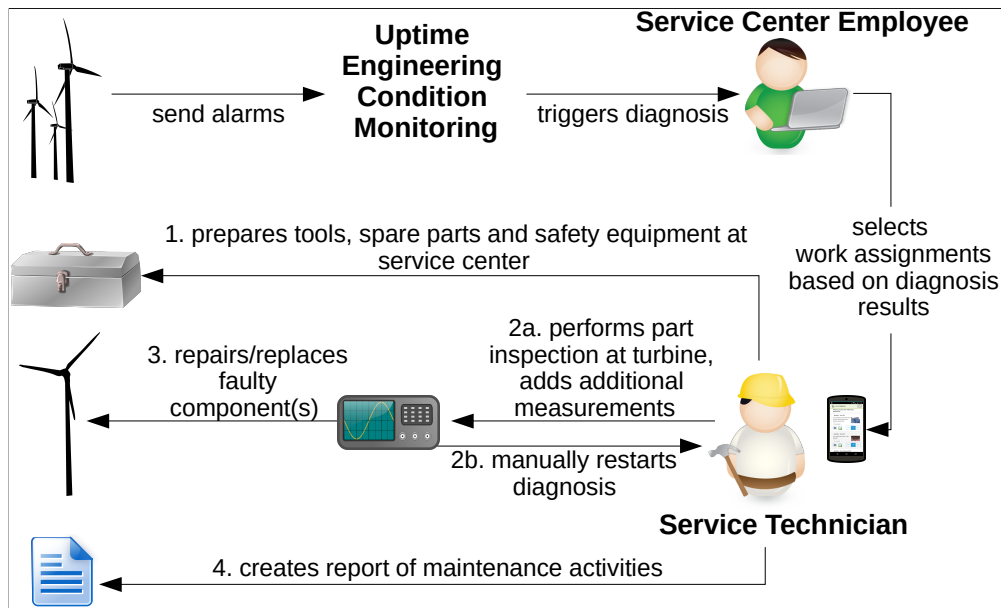 Service Center Employee
Uptime
Engineering
Condition
Monitoring
send alarms
triggers diagnosis
selects
work assignments
based on diagnosis
results
1. prepares tools, spare parts and safety equipment at
service center
2a. performs part
inspection at turbine,
adds additional
measurements
3. repairs/replaces
faulty
component(s)
2b. manually restarts
diagnosis
Service Technician
4. creates report of maintenance activities